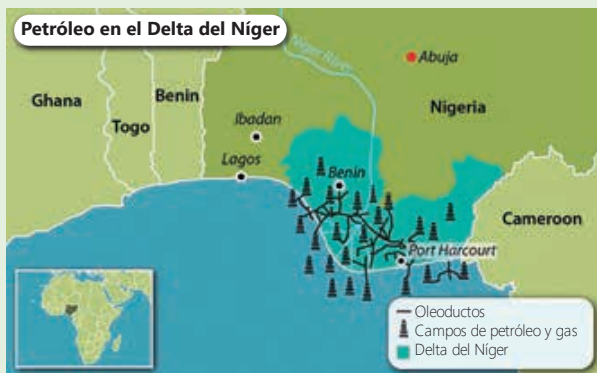 Petróleo en el Delta del Níger
Niger River
Abuja
Ghana
Benin
Togo
Nigeria
Ibadan
Lagos
Benin
Cameroon
Port Harcourt
Oleoductos
Campos de petróleo y gas
Delta del Níger